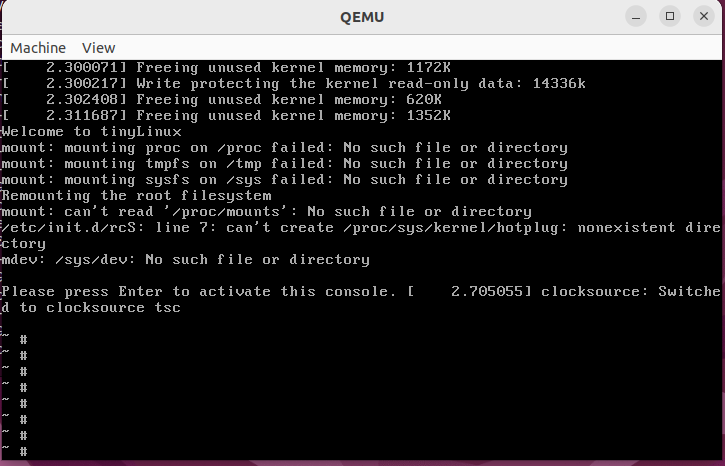 QEMU
Machine View
[    2.300071] Freeing unused kernel memory: 1172K
[    2.300217] Write protecting the kernel read-only data: 14336k
[    2.302408] Freeing unused kernel memory: 620K
[    2.311687] Freeing unused kernel memory: 1352K
Welcome to tinyLinux
mount: mounting proc on /proc failed: No such file or directory
mount: mounting tmpfs on /tmp failed: No such file or directory
mount: mounting sysfs on /sys failed: No such file or directory
Remounting the root filesystem
mount: can't read '/proc/mounts': No such file or directory
/etc/init.d/rcS: line 7: can't create /proc/sys/kernel/hotplug: nonexistent dire
ctory
mdev: /sys/dev: No such file or directory
Please press Enter to activate this console. [    2.705055] clocksource: Switche
d to clocksource tsc
~ #
~ #
~ #
~ #
~ #
~ #
~ #
~ #